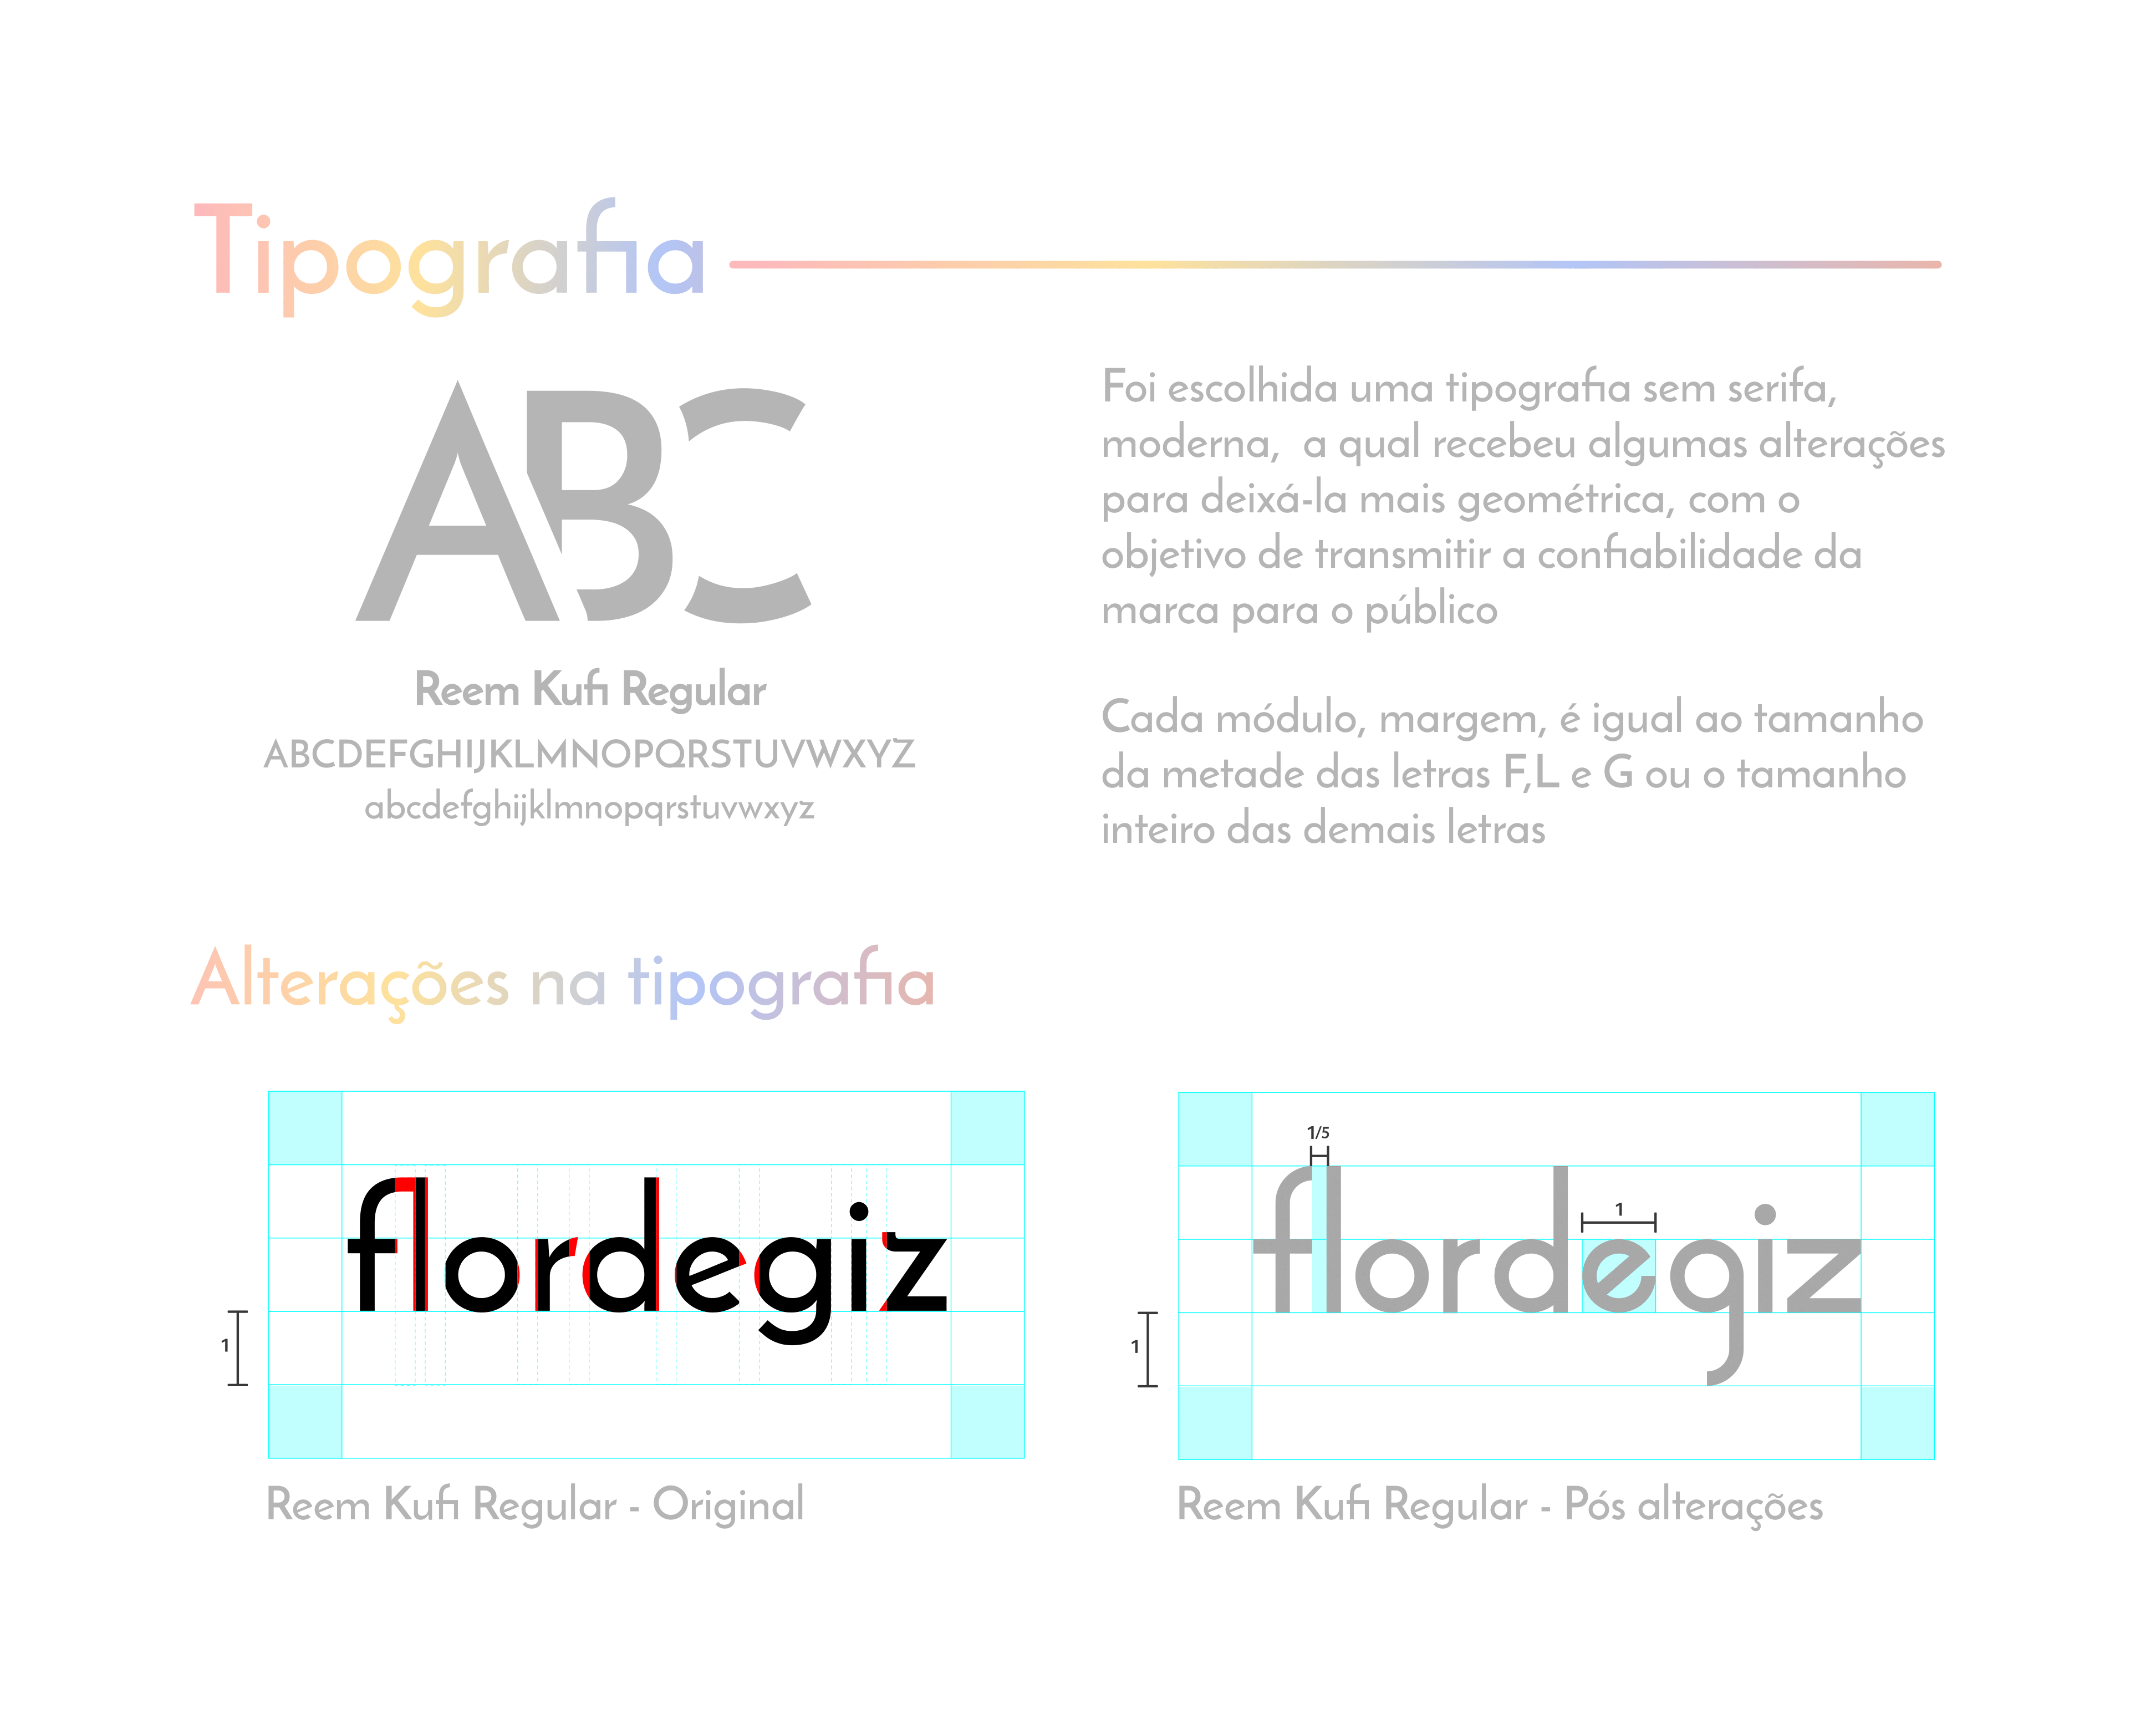 Tipografia
ABC
Reem Kufi Regular
ABCDEFGHIJKLMNOPQRSTUVWXYZ
abcdefghijklmnopqrstuvwxyz
Foi escolhida uma tipografia sem serifa,
moderna, a qual recebeu algumas alterações
para deixá-la mais geométrica, com o
objetivo de transmitir a confiabilidade da
marca para o público
Cada módulo, margem, é igual ao tamanho
da metade das letras F,L e G ou o tamanho
inteiro das demais letras
Alterações na tipografia
flordegiz
1
Reem Kufi Regular - Original
1/5
1
flordegiz
1
Reem Kufi Regular - Pós alterações